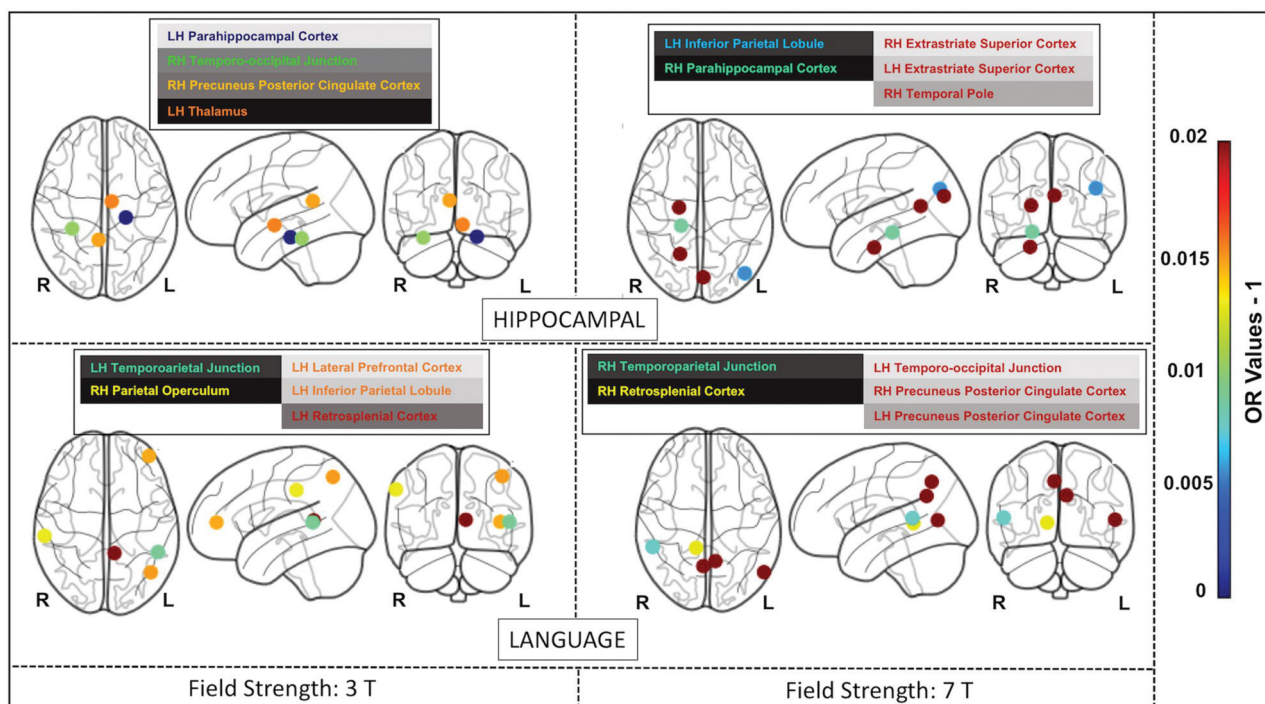 LH Parahippocampal Cortex
RH Temporo-occipital Junction
RH Precuneus Posterior Cingulate Cortex
LH Thalamus
R L
HIPPOCAMPAL
LH Inferior Parietal Lobule
RH Parahippocampal Cortex
RH Extrastriate Superior Cortex
LH Extrastriate Superior Cortex
RH Temporal Pole
R L R L
LH Temporoarietal Junction
RH Parietal Operculum
LH Lateral Prefrontal Cortex
LH Inferior Parietal Lobule
LH Retrosplenial Cortex
R L R L
LANGUAGE
RH Temporoparietal Junction
RH Retrosplenial Cortex
LH Temporo-occipital Junction
RH Precuneus Posterior Cingulate Cortex
LH Precuneus Posterior Cingulate Cortex
R L R L
Field Strength: 3 T
Field Strength: 7 T
0.02
0.015
0.01
0.005
0
OR Values - 1